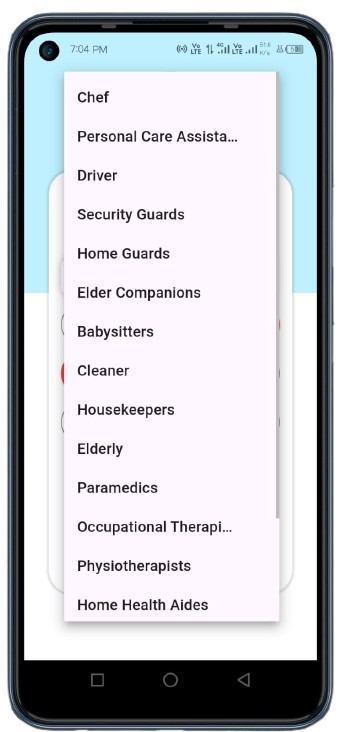 7:04 PM
Chef
Personal Care Assista...
Driver
Security Guards
Home Guards
Elder Companions
Babysitters
Cleaner
Housekeepers
Elderly
Paramedics
Occupational Therapi...
Physiotherapists
Home Health Aides